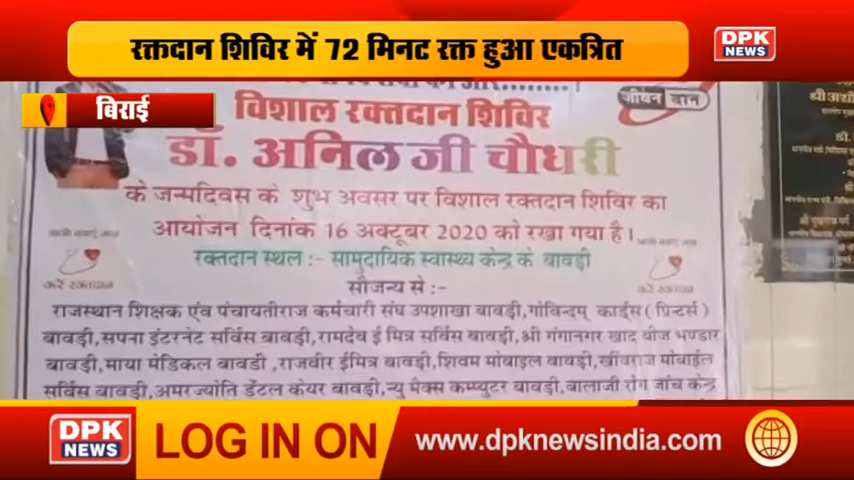 रक्तदान शिविर में 72 मिनट रक्त हुआ एकत्रित
DPK
NEWS
बिराई
जीवन दान
विशाल रक्तदान शिविर
डॉ. अनिल जी चौधरी
के जन्मदिवस के शुभ अवसर पर विशाल रक्तदान शिविर का
आयोजन दिनांक 16 अक्टूबर 2020 को रखा गया है।
रक्तदान स्थल :- सामुदायिक स्वास्थ्य केन्द्र के बावड़ी
करे रक्तदान
करे रक्तदान
सौजन्य से :-
राजस्थान शिक्षक एंव पंचायतीराज कर्मचारी संघ उपशाखा बावड़ी,गोविन्दम् कार्ड्स(प्रिन्टर्स)
बावड़ी,सपना इंटरनेट सर्विस बावड़ी,रामदेव ई मित्र सर्विस बावड़ी,श्री गंगानगर खाद बीज भण्डार
बावड़ी,माया मेडिकल बावडी ,राजवीर ईमित्र बावड़ी,शिवम मोबाइल बावड़ी,खींवराज मोबाईल
सर्विस बावड़ी,अमरज्योति डेंटल केयर बावड़ी,न्यु मैक्स कम्प्युटर बावड़ी,बालाजी रोग जांच केन्द्र
DPK
NEWS
LOG IN ON
www.dpknewsindia.com